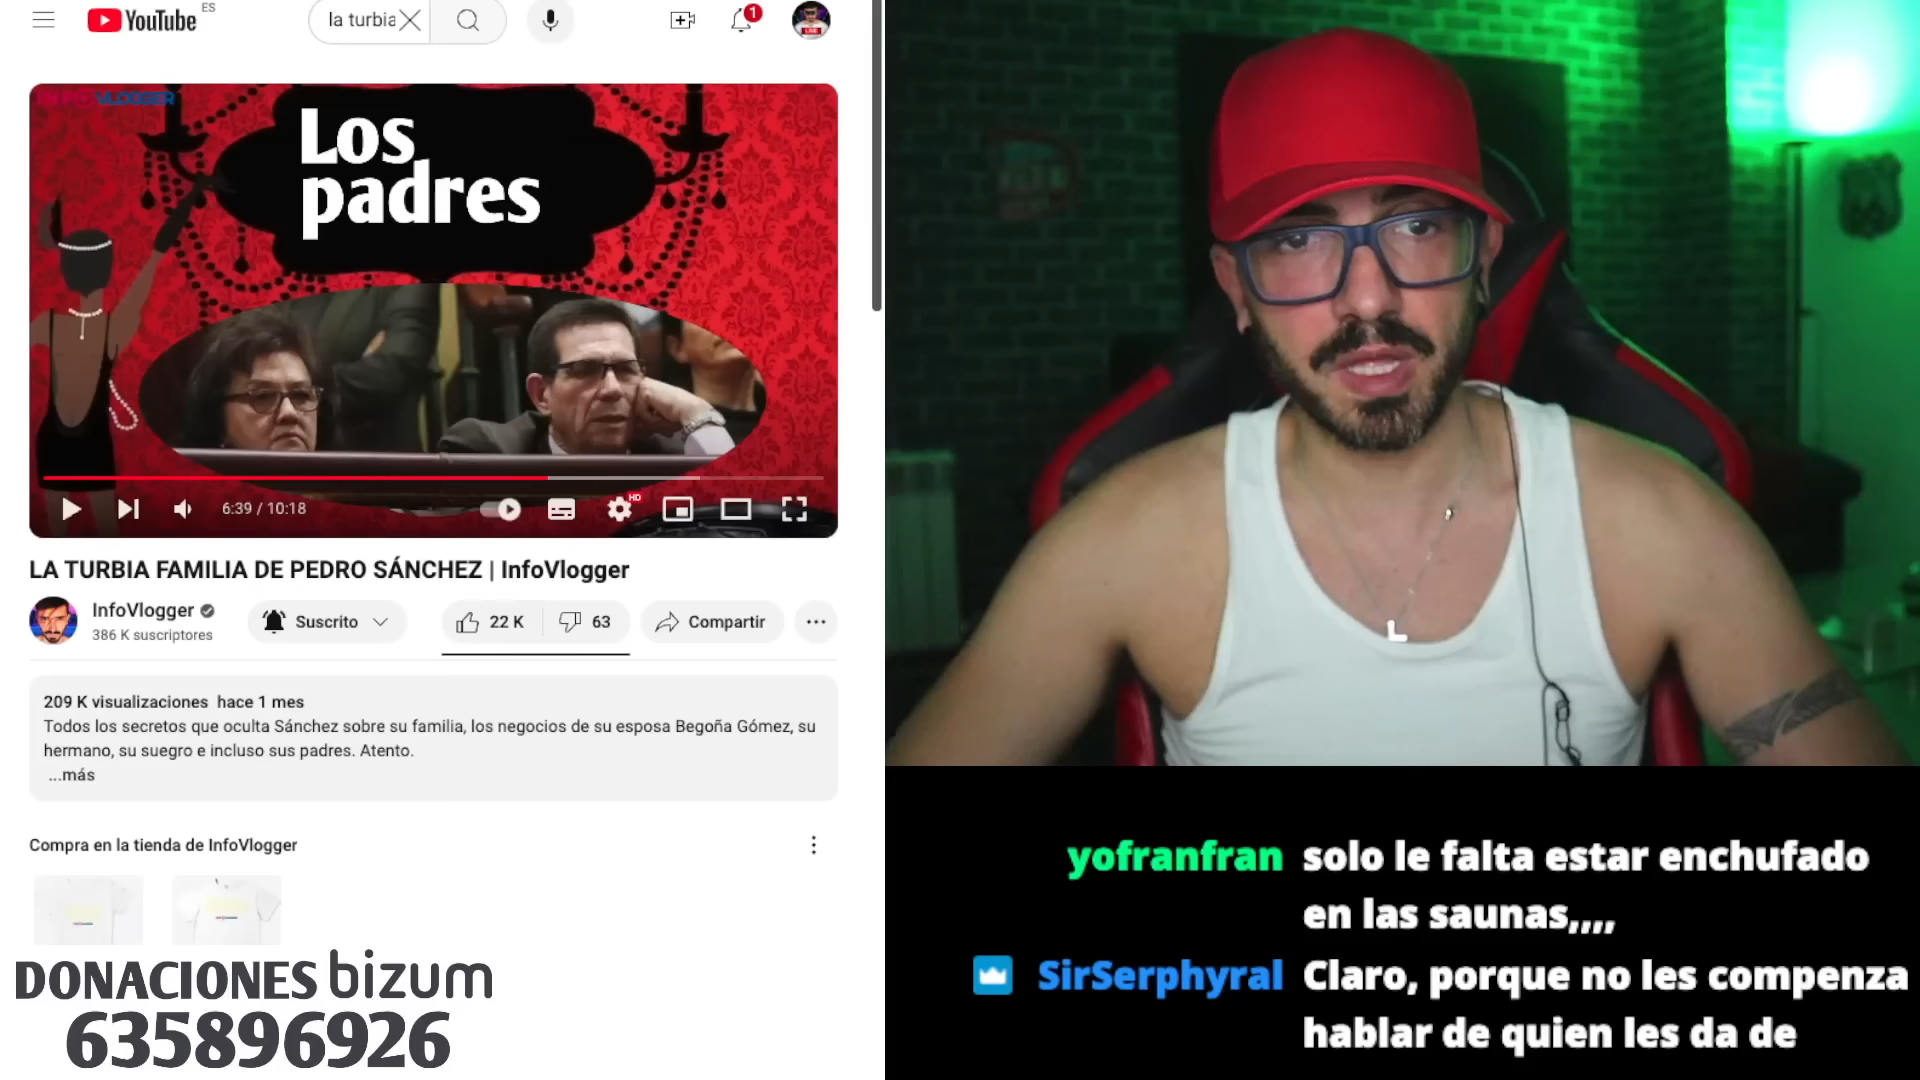 YouTube ES
la turbia
1
INFOVLOGGER
Los
padres
6:39 / 10:18
HD
LA TURBIA FAMILIA DE PEDRO SÁNCHEZ | InfoVlogger
InfoVlogger
386 K suscriptores
Suscrito
22 K
63
Compartir
209 K visualizaciones hace 1 mes
Todos los secretos que oculta Sánchez sobre su familia, los negocios de su esposa Begoña Gómez, su
hermano, su suegro e incluso sus padres. Atento.
...más
Compra en la tienda de InfoVlogger
DONACIONES bizum
635896926
yofranfran solo le falta estar enchufado
en las saunas,,,,
SirSerphyral Claro, porque no les compenza
hablar de quien les da de